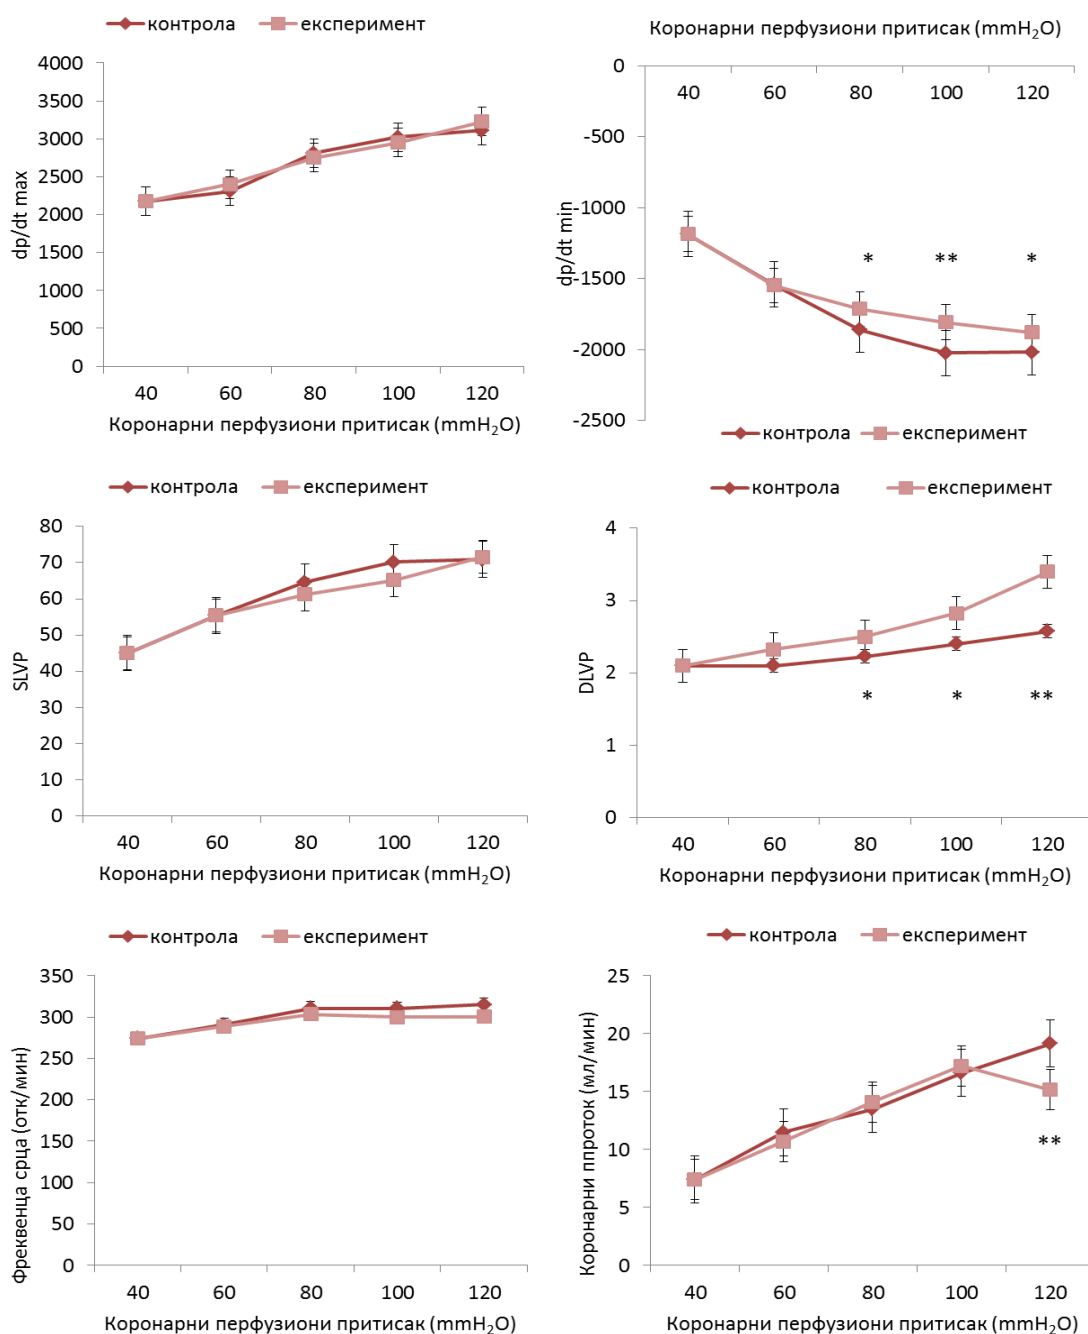 контрола експеримент
4000
3500
3000
2500
2000
1500
1000
500
0
dp/dt max
40 60 80 100 120
Коронарни перфузиони притисак (mmH₂O)
Коронарни перфузиони притисак (mmH₂O)
0
40 60 80 100 120
-500
-1000
-1500
-2000
-2500
dp/dt min
* ** *
контрола експеримент
контрола експеримент
80
70
60
50
40
30
20
10
0
SLVP
40 60 80 100 120
Коронарни перфузиони притисак (mmH₂O)
контрола експеримент
4
3
2
1
0
DLVP
* * **
40 60 80 100 120
Коронарни перфузиони притисак (mmH₂O)
контрола експеримент
350
300
250
200
150
100
50
0
Фреквенца срца (отк/мин)
40 60 80 100 120
Коронарни перфузиони притисак (mmH₂O)
контрола експеримент
25
20
15
10
5
0
Коронарни ппроток (мл/мин)
**
40 60 80 100 120
Коронарни перфузиони притисак (mmH₂O)